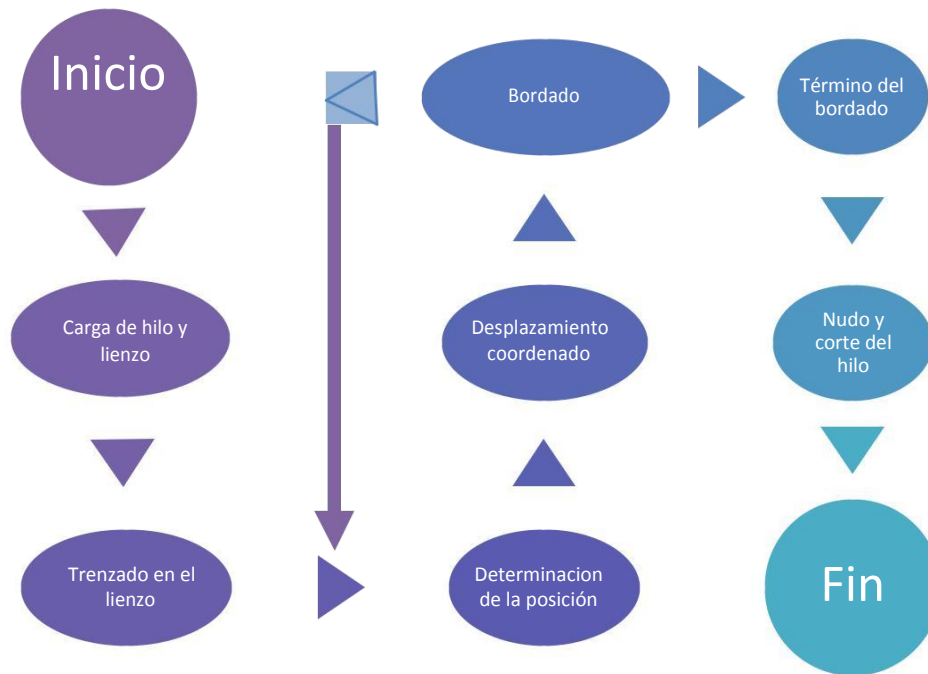 Inicio
Carga de hilo y
lienzo
Trenzado en el
lienzo
Determinacion
de la posición
Desplazamiento
coordenado
Bordado
Término del
bordado
Nudo y
corte del
hilo
Fin